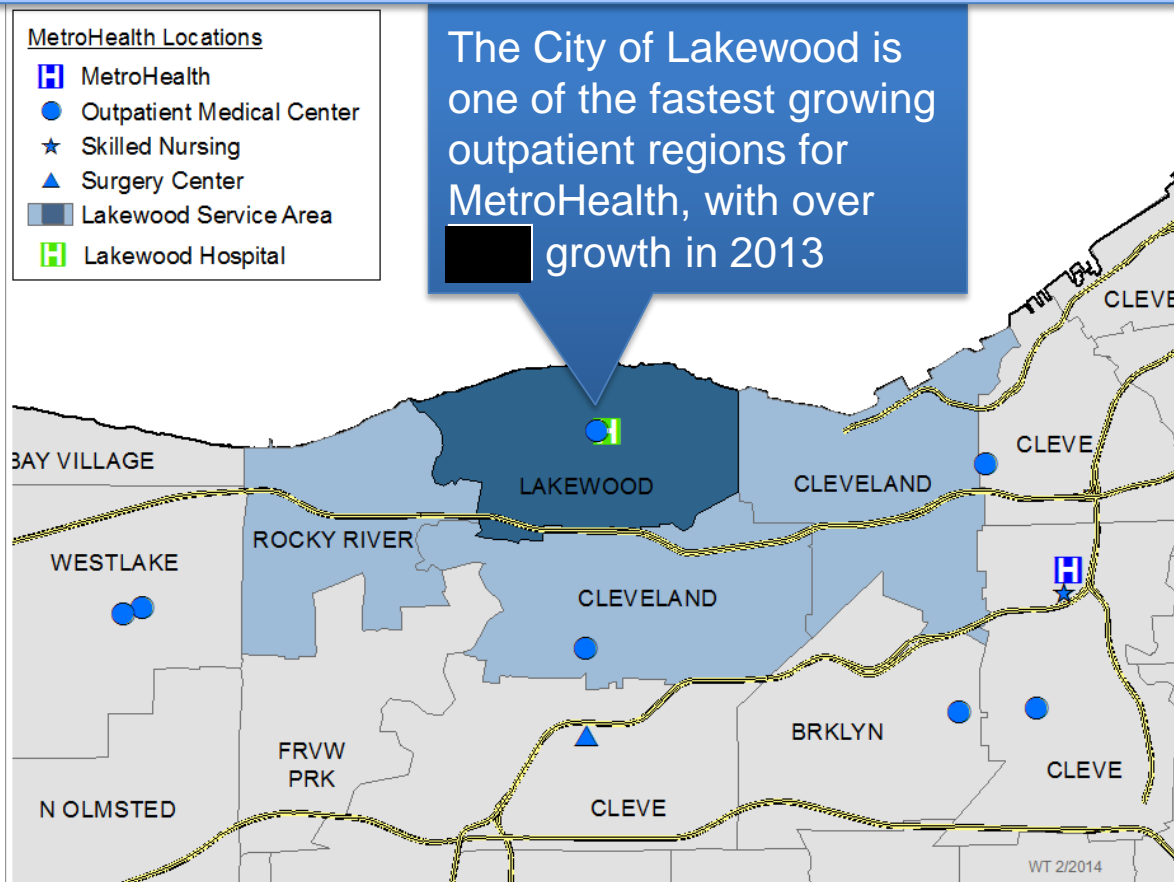 MetroHealth Locations
MetroHealth
Outpatient Medical Center
Skilled Nursing
Surgery Center
Lakewood Service Area
Lakewood Hospital
The City of Lakewood is
one of the fastest growing
outpatient regions for
MetroHealth, with over
growth in 2013
CLEVE
BAY VILLAGE
CLEVE
LAKEWOOD
CLEVELAND
ROCKY RIVER
WESTLAKE
CLEVELAND
H
BRKLYN
FRVW
PRK
CLEVE
N OLMSTED
CLEVE
WT 2/2014